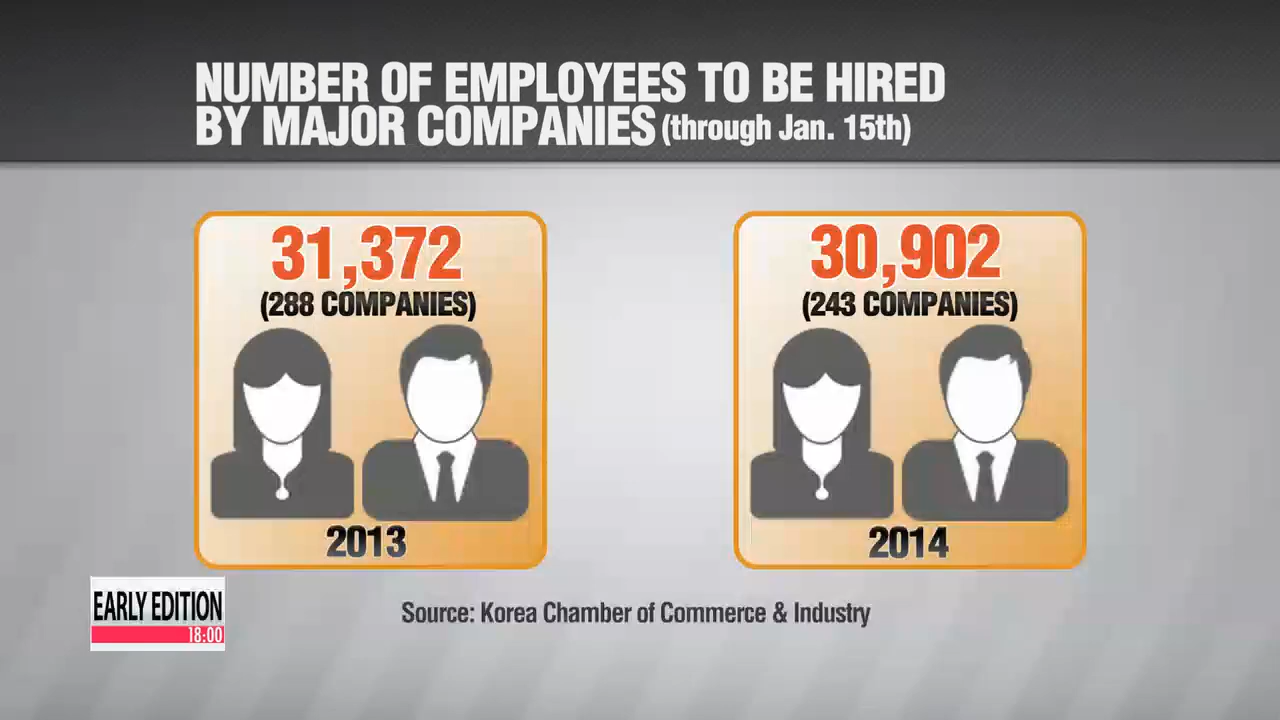 NUMBER OF EMPLOYEES TO BE HIRED
BY MAJOR COMPANIES (through Jan. 15th)
31,372
(288 COMPANIES)
2013
30,902
(243 COMPANIES)
2014
EARLY EDITION
18:00
Source: Korea Chamber of Commerce & Industry